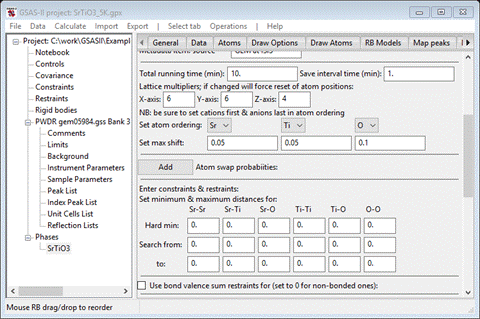 GSAS-II project: SrTiO3_5K.gpx
File Data Calculate Import Export | Select tab Operations | Help
Project: C:\work\GSASII\Exampl
Notebook
Controls
Covariance
Constraints
Restraints
Rigid bodies
PWDR gem05984.gss Bank 3
Comments
Limits
Background
Instrument Parameters
Sample Parameters
Peak List
Index Peak List
Unit Cells List
Reflection Lists
Phases
SrTiO3
General Data Atoms Draw Options Draw Atoms RB Models Map peaks
Total running time (min): 10. Save interval time (min): 1.
Lattice multipliers; if changed will force reset of atom positions:
X-axis: 6 Y-axis: 6 Z-axis: 4
NB: be sure to set cations first & anions last in atom ordering
Set atom ordering: Sr Ti O
Set max shift: 0.05 0.05 0.1
Add Atom swap probabiities:
Enter constraints & restraints:
Set minimum & maximum distances for:
Sr-Sr Sr-Ti Sr-O Ti-Ti Ti-O O-O
Hard min: 0. 0. 0. 0. 0. 0.
Search from: 0. 0. 0. 0. 0. 0.
to: 0. 0. 0. 0. 0. 0.
Use bond valence sum restraints for (set to 0 for non-bonded ones):
Mouse RB drag/drop to reorder